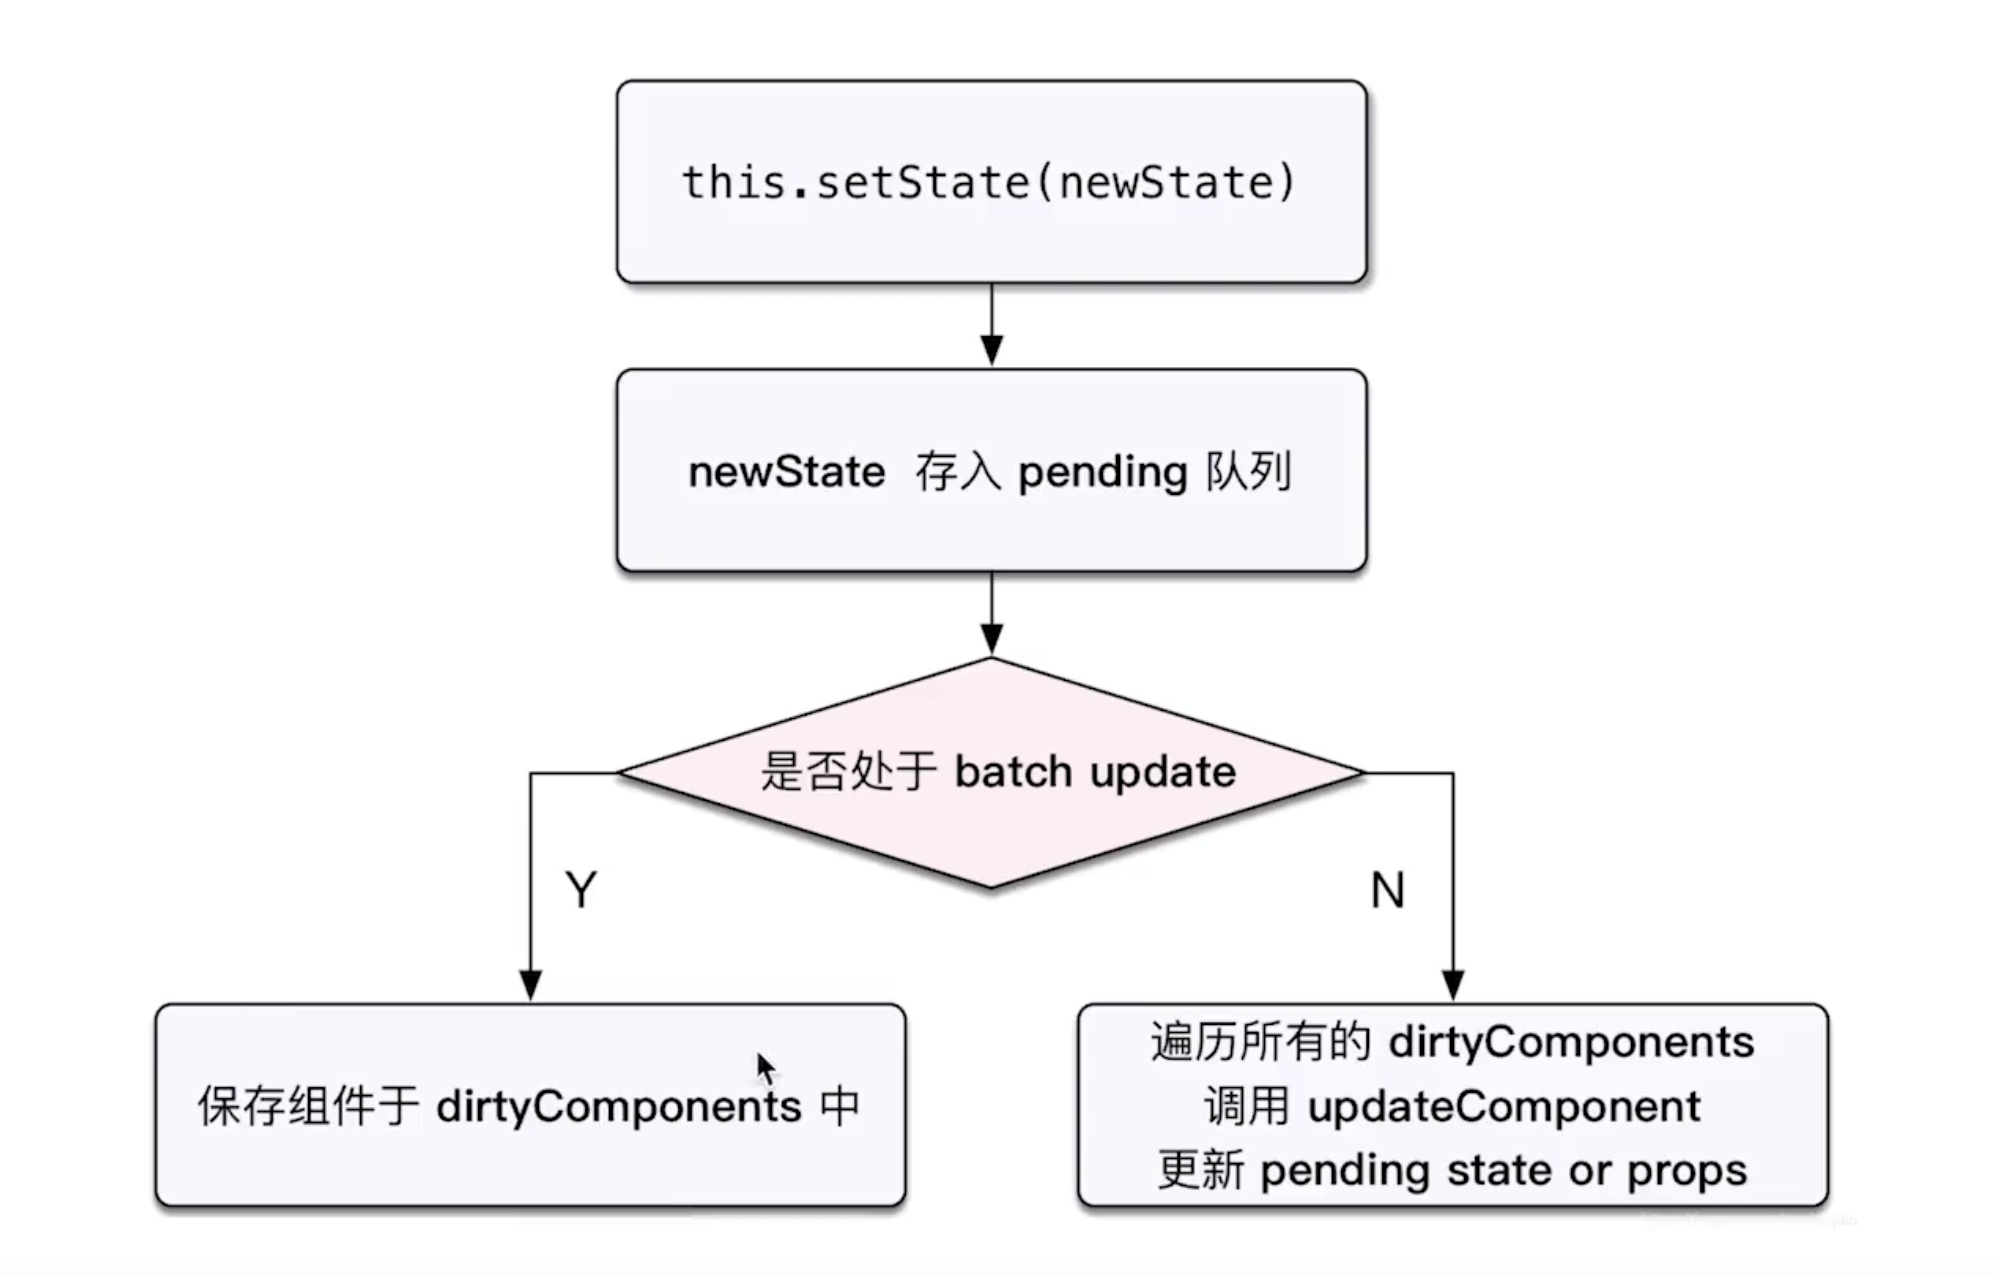 this.setState(newState)
newState 存入 pending 队列
是否处于 batch update
Y
N
保存组件于 dirtyComponents 中
遍历所有的 dirtyComponents
调用 updateComponent
更新 pending state or props